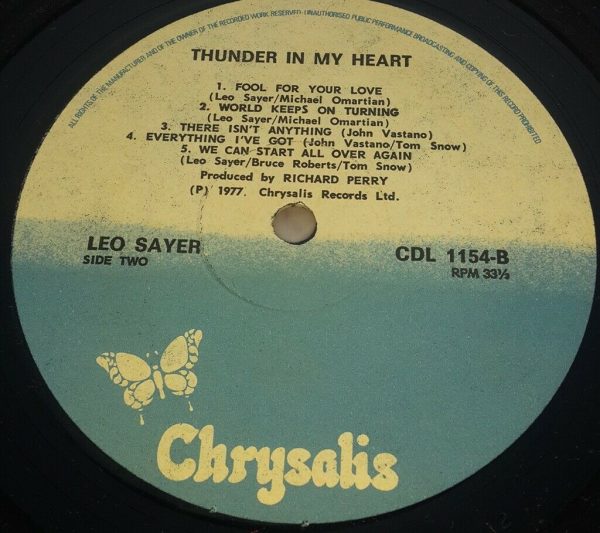 ALL RIGHTS OF THE MANUFACTURER AND OF THE OWNER OF THE RECORDED WORK RESERVED · UNAUTHORISED PUBLIC PERFORMANCE BROADCASTING AND COPYING OF THIS RECORD PROHIBITED
THUNDER IN MY HEART
1. FOOL FOR YOUR LOVE
(Leo Sayer/Michael Omartian)
2. WORLD KEEPS ON TURNING
(Leo Sayer/Michael Omartian)
3. THERE ISN'T ANYTHING (John Vastano)
4. EVERYTHING I'VE GOT (John Vastano/Tom Snow)
5. WE CAN START ALL OVER AGAIN
(Leo Sayer/Bruce Roberts/Tom Snow)
Produced by RICHARD PERRY
(P) 1977. Chrysalis Records Ltd.
LEO SAYER
SIDE TWO
CDL 1154-B
RPM 33⅓
Chrysalis